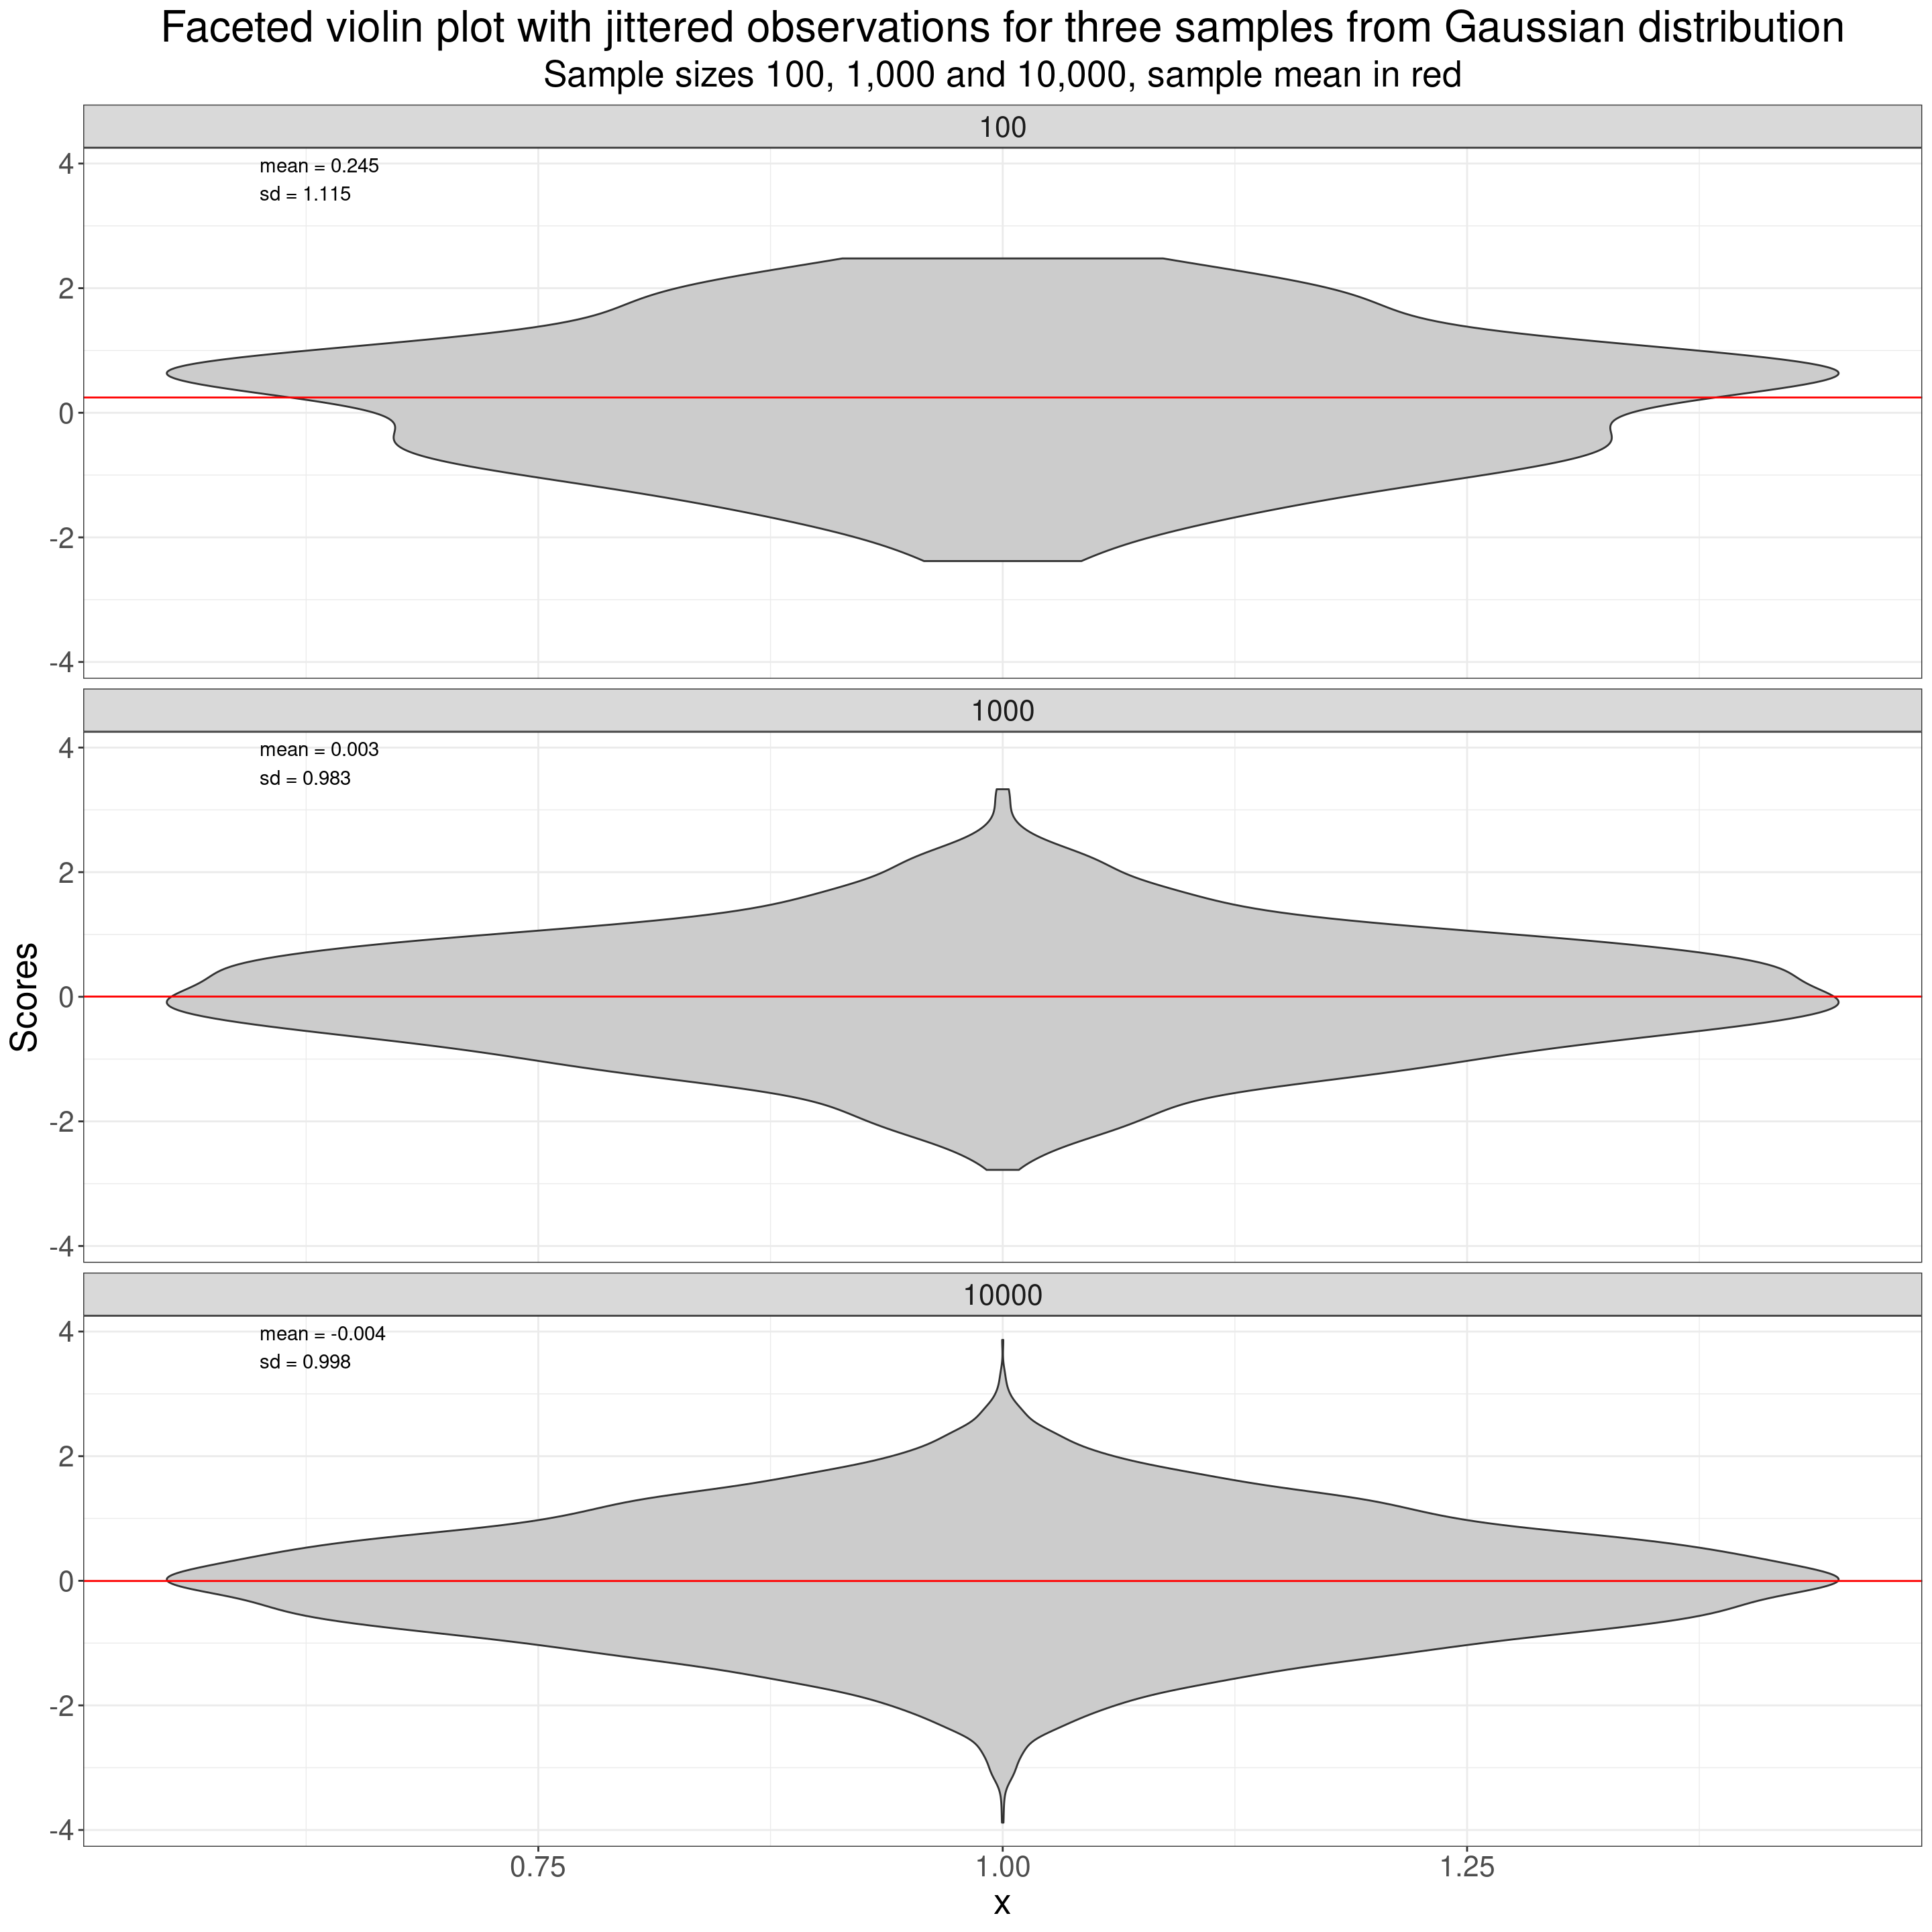 Faceted violin plot with jittered observations for three samples from Gaussian distribution
Sample sizes 100, 1,000 and 10,000, sample mean in red
100
mean = 0.245
sd = 1.115
4
2
0
-2
-4
1000
mean = 0.003
sd = 0.983
4
2
0
-2
-4
Scores
10000
mean = -0.004
sd = 0.998
4
2
0
-2
-4
0.75 1.00 1.25
x